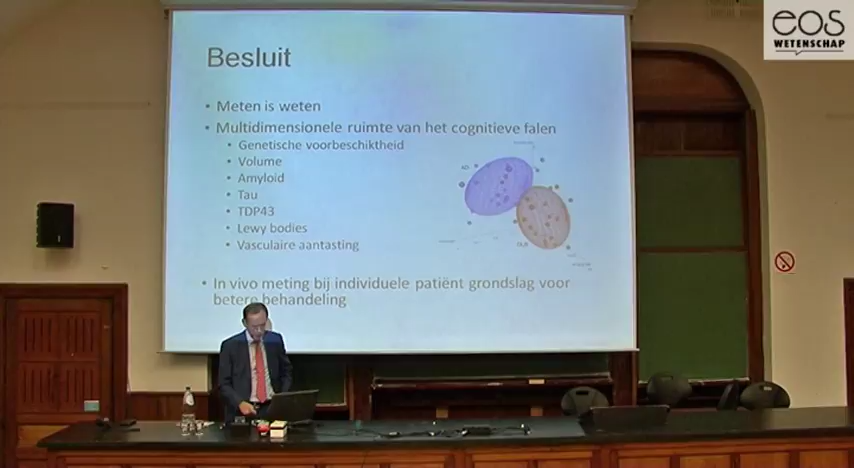 eos
WETENSCHAP
Besluit
• Meten is weten
• Multidimensionele ruimte van het cognitieve falen
• Genetische voorbeschiktheid
• Volume
• Amyloid
• Tau
• TDP43
• Lewy bodies
• Vasculaire aantasting
• In vivo meting bij individuele patiënt grondslag voor
betere behandeling